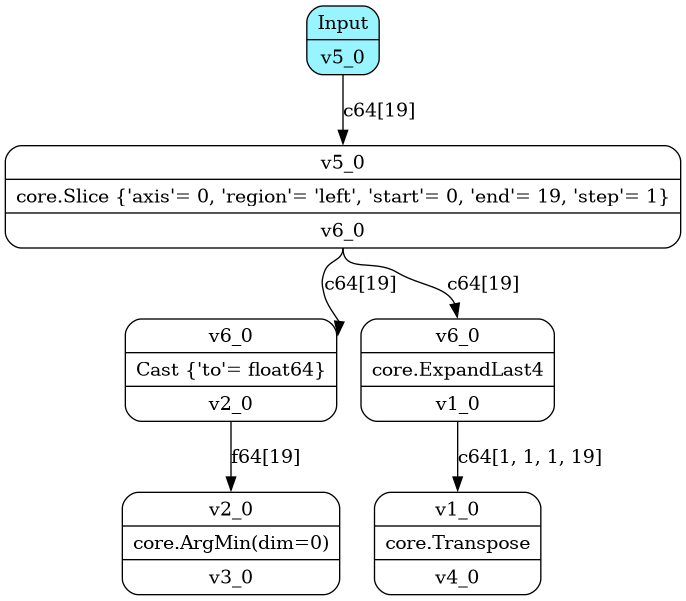 Input
v5_0
c64[19]
v5_0
core.Slice {'axis'= 0, 'region'= 'left', 'start'= 0, 'end'= 19, 'step'= 1}
v6_0
c64[19]
c64[19]
v6_0
Cast {'to'= float64}
v2_0
v6_0
core.ExpandLast4
v1_0
f64[19]
c64[1, 1, 1, 19]
v2_0
core.ArgMin(dim=0)
v3_0
v1_0
core.Transpose
v4_0